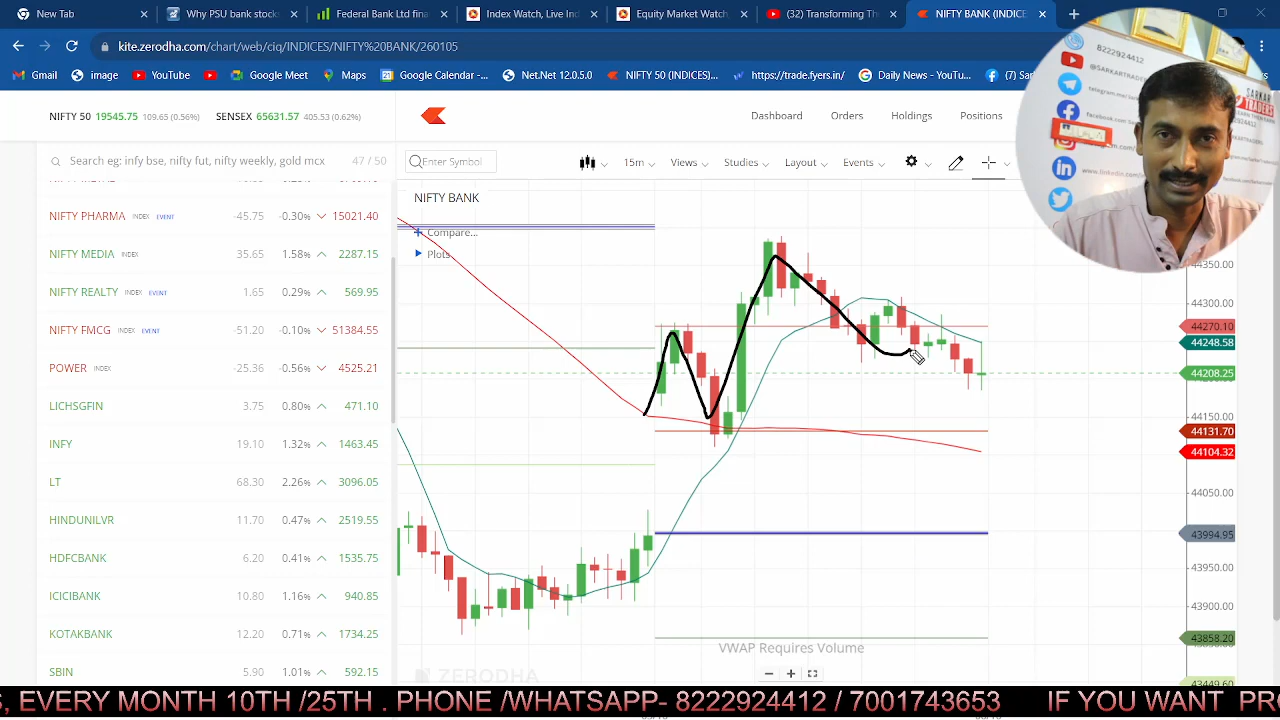 New Tab
PSU bank stocks
Federal Bank Ltd fin
Index Watch, Live Ind
Equity Market Watch
(32) Transforming Th
NIFTY BANK (INDICES
kite.zerodha.com/chart/web/ciq/INDICES/NIFTY%20BANK/260105
Gmail
image
YouTube
Google Meet
Maps
NetNet 12.0.5.0
NIFTY 50 (INDICES...
https://tradetyet...
Daily News - YouTu...
NIFTY 50 19545.75 109.65 (0.56%) SENSEX 65631.57 405.53 (0.62%)
Dashboard Orders Holdings Positions
Search eg: infy bse, nifty fut, nifty weekly, gold mcx 47 / 50
Enter Symbol 15m Views Studies Layout Events
NIFTY PHARMA INDEX EVENT -45.75 -0.30% 15021.40
NIFTY MEDIA INDEX 35.65 1.58% 2287.15
NIFTY REALTY INDEX EVENT 1.65 0.29% 569.95
NIFTY FMCG INDEX EVENT -51.20 -0.10% 51384.55
POWER INDEX -25.36 -0.56% 4525.21
LICHSGFIN 3.75 0.80% 471.10
INFY 19.10 1.32% 1463.45
LT 68.30 2.26% 3096.05
HINDUNILVR 11.70 0.47% 2519.55
HDFCBANK 6.20 0.41% 1535.75
ICICIBANK 10.80 1.16% 940.85
KOTAKBANK 12.20 0.71% 1734.25
SBIN 5.90 1.01% 592.15
NIFTY BANK
Compare...
Plots
44350.00
44300.00
44270.10
44248.58
44208.25
44150.00
44131.70
44104.32
44050.00
43994.95
43950.00
43900.00
43858.20
43449.60
VWAP Requires Volume
ZERODHA
8222924412
SARKAR
TRADERS
S, EVERY MONTH 10TH /25TH . PHONE /WHATSAPP- 8222924412 / 7001743653 IF YOU WANT PR